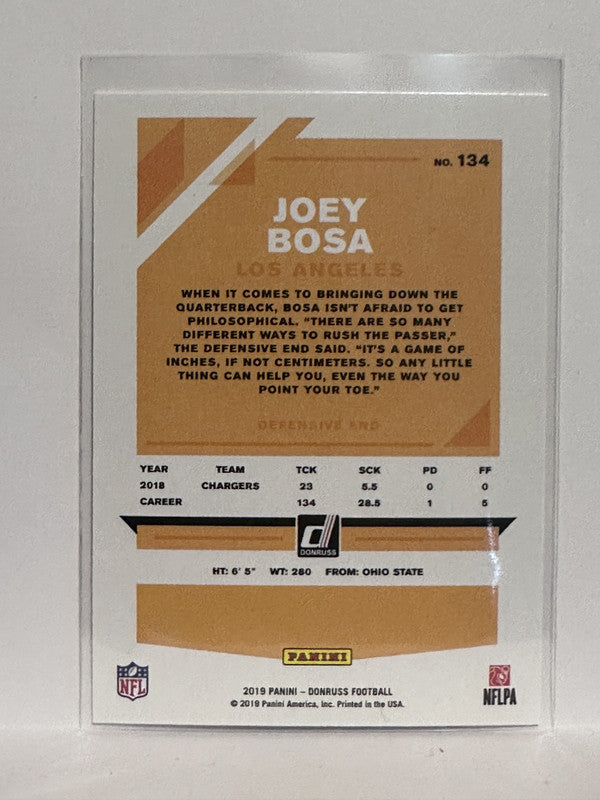 NO. 134
JOEY
BOSA
LOS ANGELES
WHEN IT COMES TO BRINGING DOWN THE
QUARTERBACK, BOSA ISN'T AFRAID TO GET
PHILOSOPHICAL. "THERE ARE SO MANY
DIFFERENT WAYS TO RUSH THE PASSER,"
THE DEFENSIVE END SAID. "IT'S A GAME OF
INCHES, IF NOT CENTIMETERS. SO ANY LITTLE
THING CAN HELP YOU, EVEN THE WAY YOU
POINT YOUR TOE."
DEFENSIVE END
YEAR TEAM TCK SCK PD FF
2018 CHARGERS 23 5.5 0 0
CAREER 134 28.5 1 5
d
DONRUSS
HT: 6' 5" WT: 280 FROM: OHIO STATE
PANINI
NFL
NFLPA
2019 PANINI – DONRUSS FOOTBALL
© 2019 Panini America, Inc. Printed in the USA.